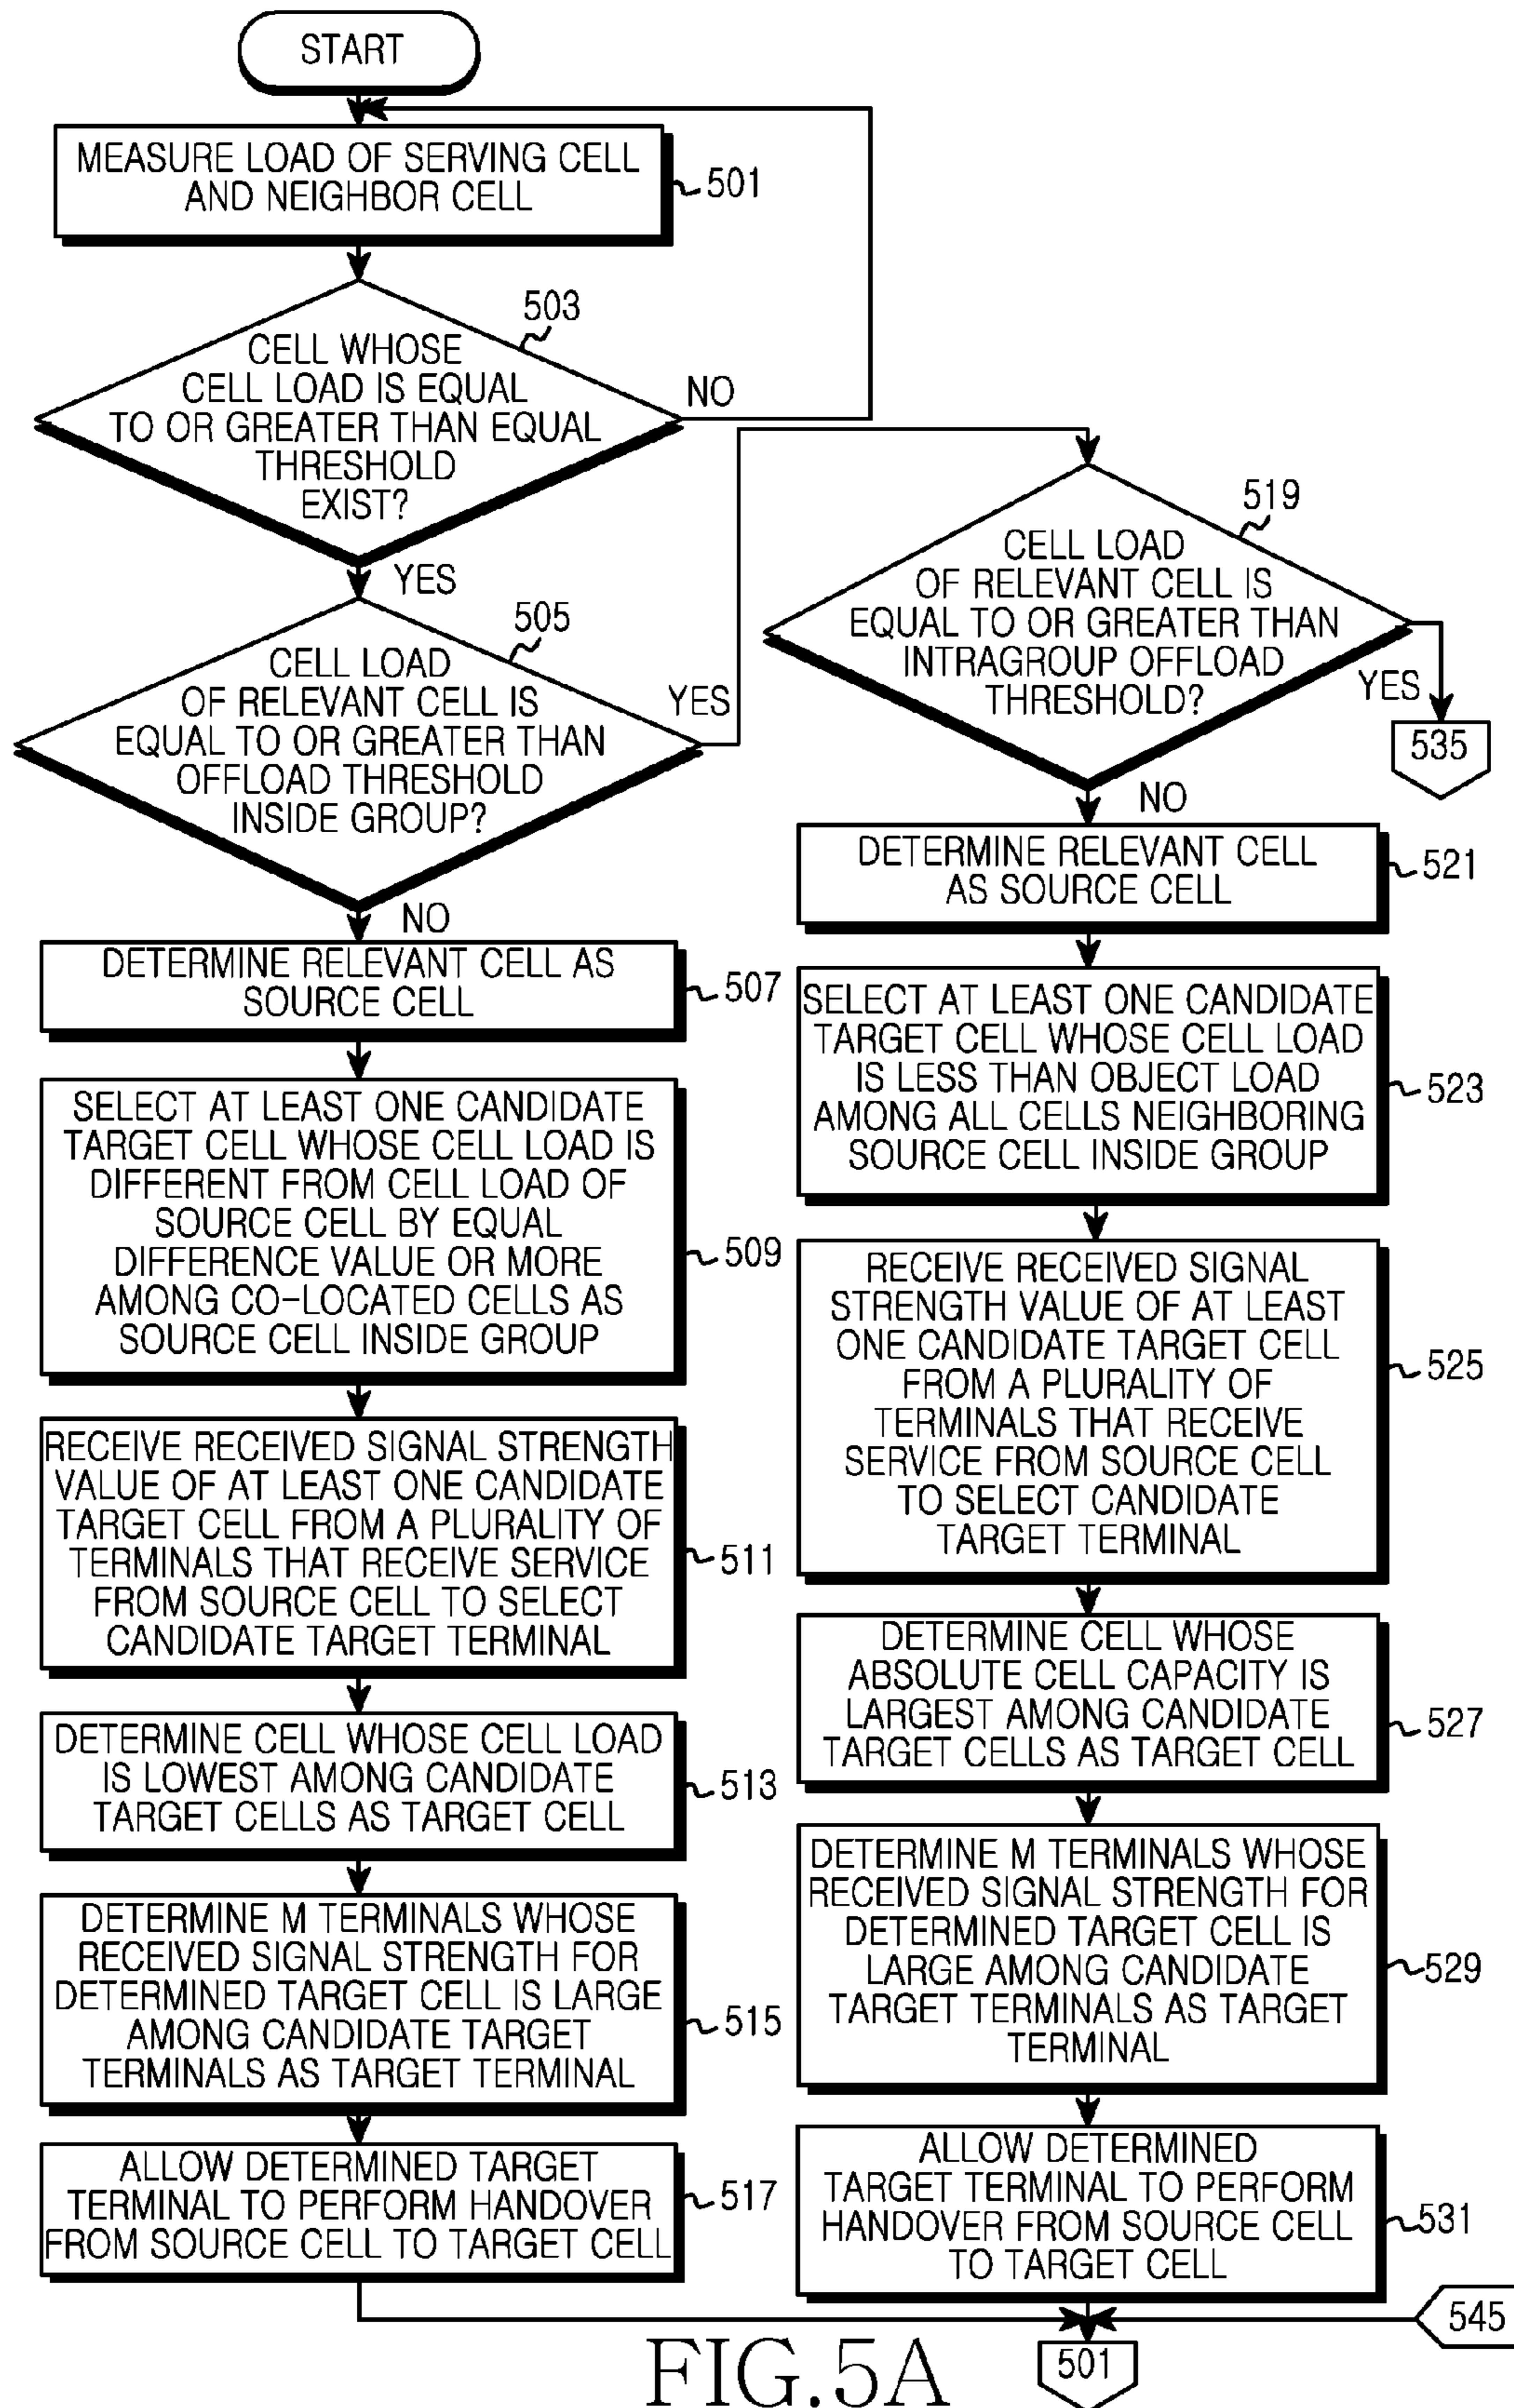 START
MEASURE LOAD OF SERVING CELL
AND NEIGHBOR CELL
501
503
CELL WHOSE
CELL LOAD IS EQUAL
TO OR GREATER THAN EQUAL
THRESHOLD
EXIST?
NO
YES
505
CELL LOAD
OF RELEVANT CELL IS
EQUAL TO OR GREATER THAN
OFFLOAD THRESHOLD
INSIDE GROUP?
YES
NO
DETERMINE RELEVANT CELL AS
SOURCE CELL
507
SELECT AT LEAST ONE CANDIDATE
TARGET CELL WHOSE CELL LOAD IS
DIFFERENT FROM CELL LOAD OF
SOURCE CELL BY EQUAL
DIFFERENCE VALUE OR MORE
AMONG CO-LOCATED CELLS AS
SOURCE CELL INSIDE GROUP
509
RECEIVE RECEIVED SIGNAL STRENGTH
VALUE OF AT LEAST ONE CANDIDATE
TARGET CELL FROM A PLURALITY OF
TERMINALS THAT RECEIVE SERVICE
FROM SOURCE CELL TO SELECT
CANDIDATE TARGET TERMINAL
511
DETERMINE CELL WHOSE CELL LOAD
IS LOWEST AMONG CANDIDATE
TARGET CELLS AS TARGET CELL
513
DETERMINE M TERMINALS WHOSE
RECEIVED SIGNAL STRENGTH FOR
DETERMINED TARGET CELL IS LARGE
AMONG CANDIDATE TARGET
TERMINALS AS TARGET TERMINAL
515
ALLOW DETERMINED TARGET
TERMINAL TO PERFORM HANDOVER
FROM SOURCE CELL TO TARGET CELL
517
519
CELL LOAD
OF RELEVANT CELL IS
EQUAL TO OR GREATER THAN
INTRAGROUP OFFLOAD
THRESHOLD?
YES
535
NO
DETERMINE RELEVANT CELL
AS SOURCE CELL
521
SELECT AT LEAST ONE CANDIDATE
TARGET CELL WHOSE CELL LOAD
IS LESS THAN OBJECT LOAD
AMONG ALL CELLS NEIGHBORING
SOURCE CELL INSIDE GROUP
523
RECEIVE RECEIVED SIGNAL
STRENGTH VALUE OF AT LEAST
ONE CANDIDATE TARGET CELL
FROM A PLURALITY OF
TERMINALS THAT RECEIVE
SERVICE FROM SOURCE CELL
TO SELECT CANDIDATE
TARGET TERMINAL
525
DETERMINE CELL WHOSE
ABSOLUTE CELL CAPACITY IS
LARGEST AMONG CANDIDATE
TARGET CELLS AS TARGET CELL
527
DETERMINE M TERMINALS WHOSE
RECEIVED SIGNAL STRENGTH FOR
DETERMINED TARGET CELL IS
LARGE AMONG CANDIDATE
TARGET TERMINALS AS TARGET
TERMINAL
529
ALLOW DETERMINED
TARGET TERMINAL TO PERFORM
HANDOVER FROM SOURCE CELL
TO TARGET CELL
531
545
501
FIG.5A